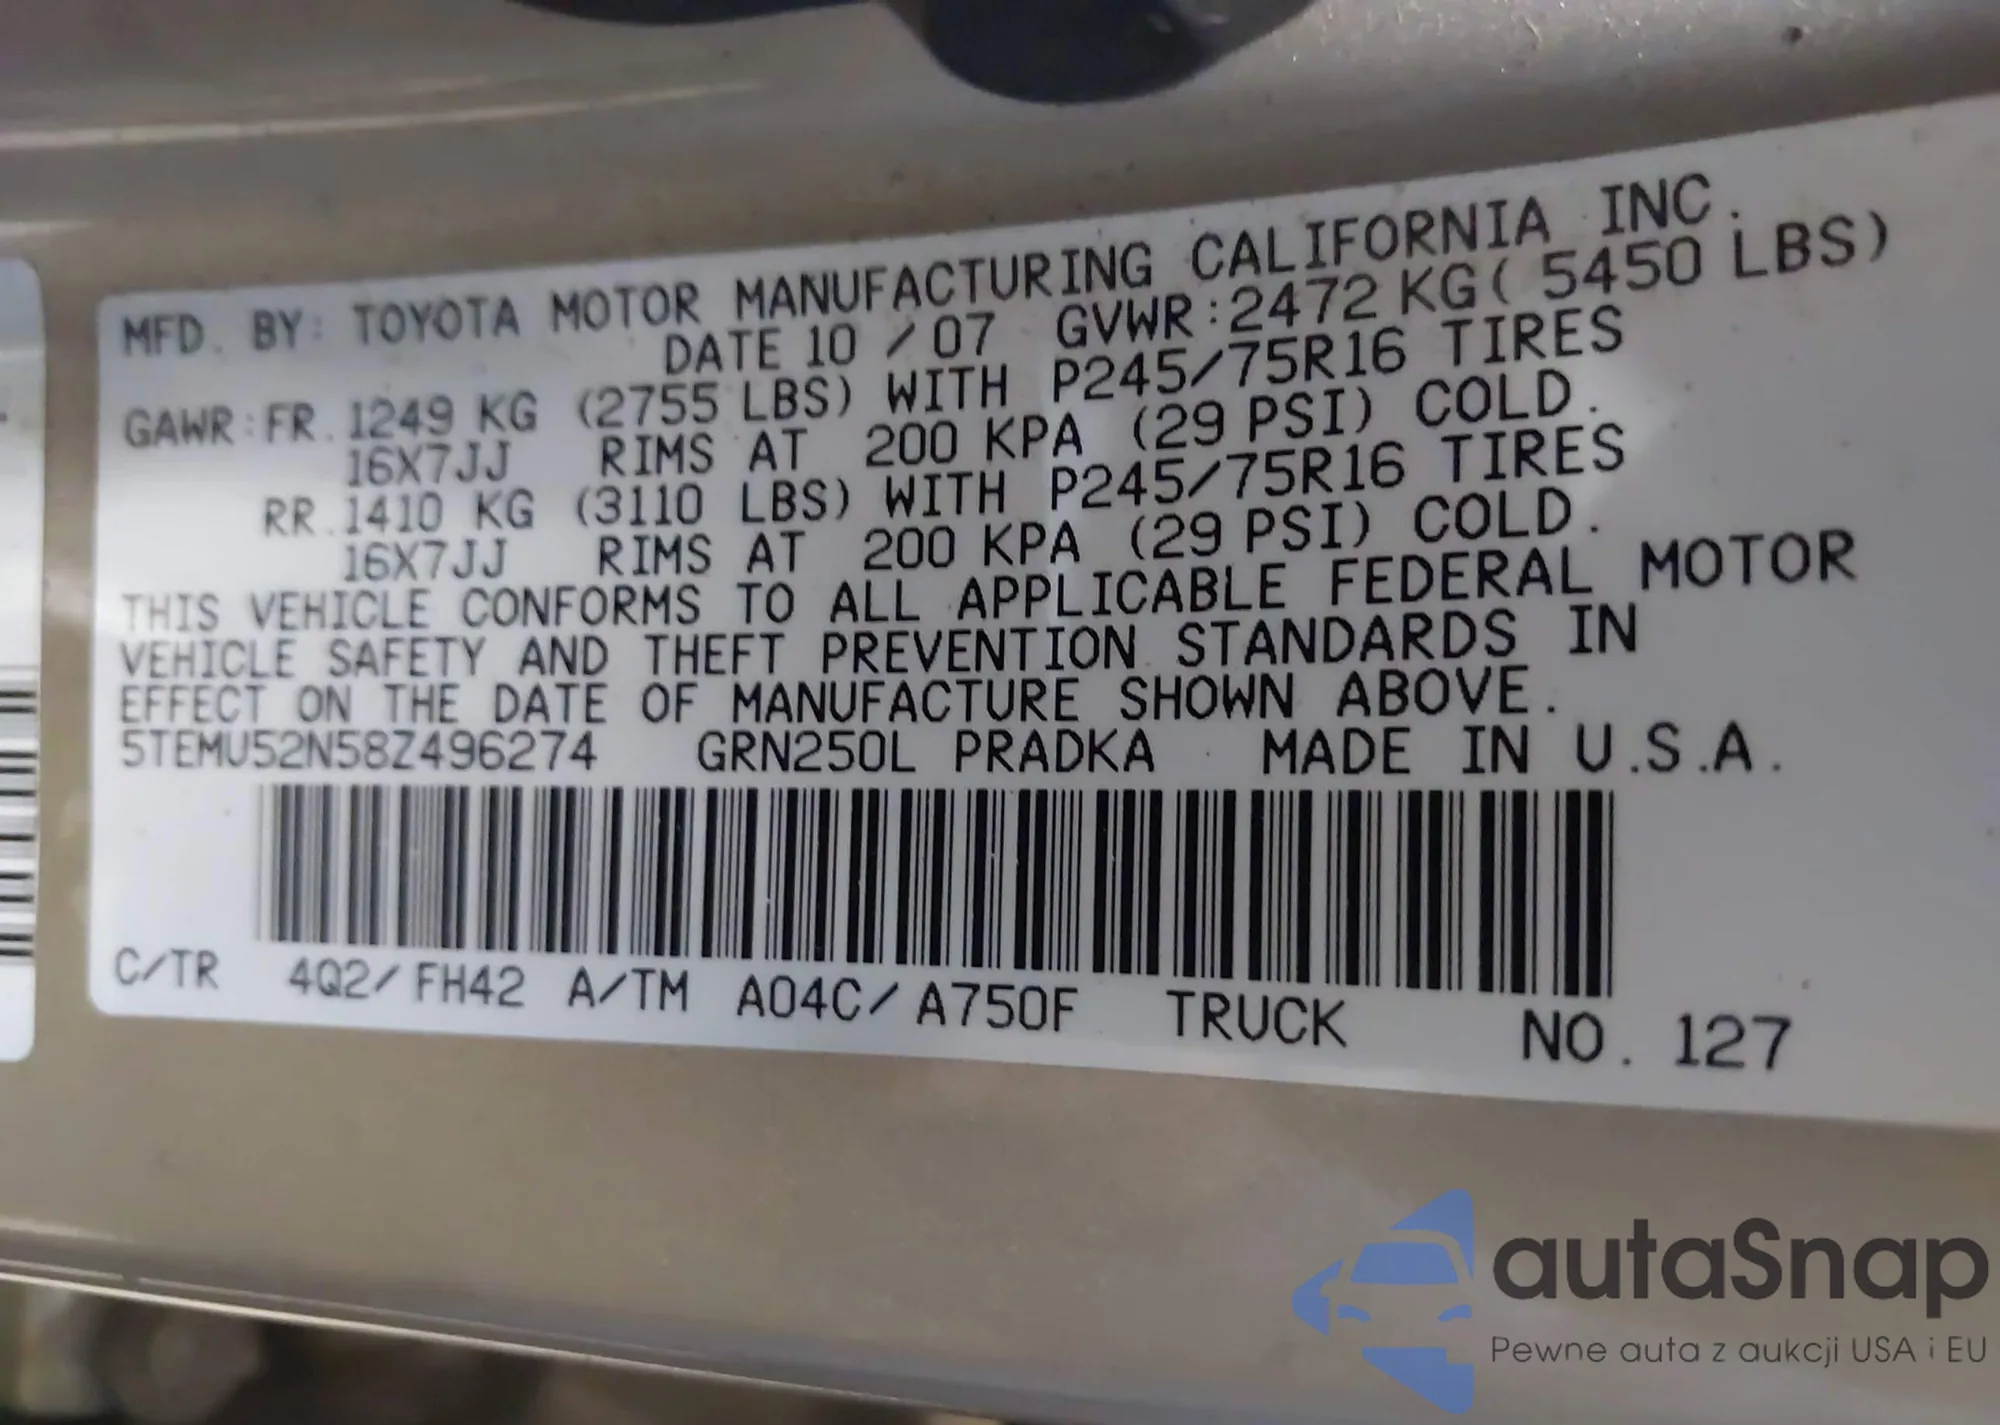 MFD. BY: TOYOTA MOTOR MANUFACTURING CALIFORNIA INC.
DATE 10 / 07 GVWR: 2472 KG ( 5450 LBS)
GAWR: FR. 1249 KG (2755 LBS) WITH P245/75R16 TIRES
16X7JJ RIMS AT 200 KPA (29 PSI) COLD.
RR. 1410 KG (3110 LBS) WITH P245/75R16 TIRES
16X7JJ RIMS AT 200 KPA (29 PSI) COLD.
THIS VEHICLE CONFORMS TO ALL APPLICABLE FEDERAL MOTOR
VEHICLE SAFETY AND THEFT PREVENTION STANDARDS IN
EFFECT ON THE DATE OF MANUFACTURE SHOWN ABOVE.
5TEMU52N58Z496274 GRN250L PRADKA MADE IN U.S.A.
C/TR 4Q2/ FH42 A/TM A04C/ A750F TRUCK NO. 127
autaSnap
Pewne auta z aukcji USA i EU